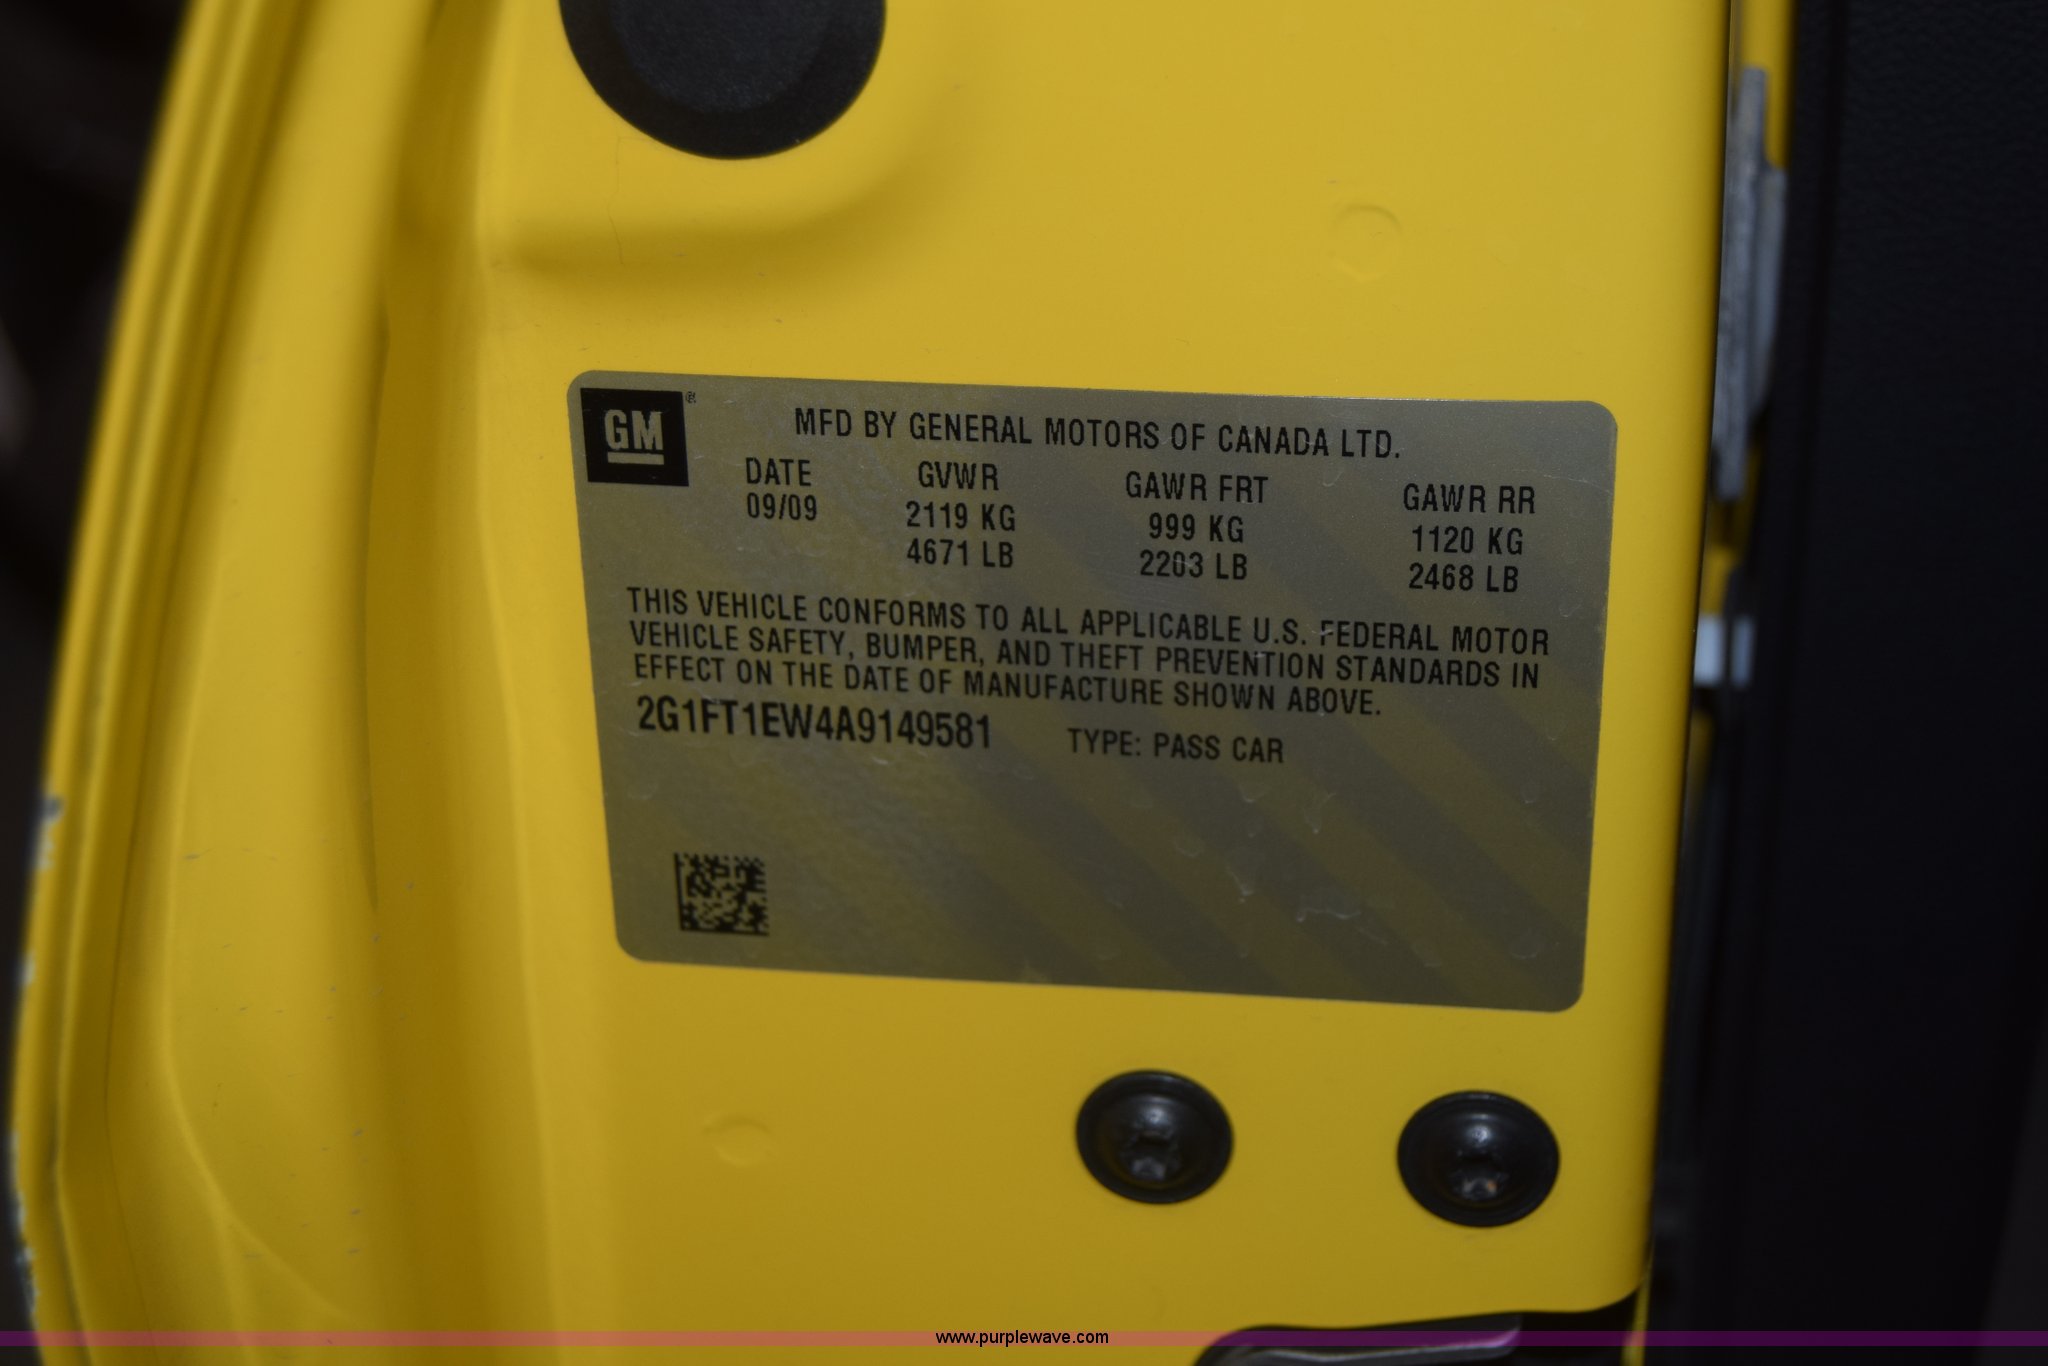 GM®
MFD BY GENERAL MOTORS OF CANADA LTD.
DATE GVWR GAWR FRT GAWR RR
09/09 2119 KG 999 KG 1120 KG
4671 LB 2203 LB 2468 LB
THIS VEHICLE CONFORMS TO ALL APPLICABLE U.S. FEDERAL MOTOR
VEHICLE SAFETY, BUMPER, AND THEFT PREVENTION STANDARDS IN
EFFECT ON THE DATE OF MANUFACTURE SHOWN ABOVE.
2G1FT1EW4A9149581 TYPE: PASS CAR
www.purplewave.com